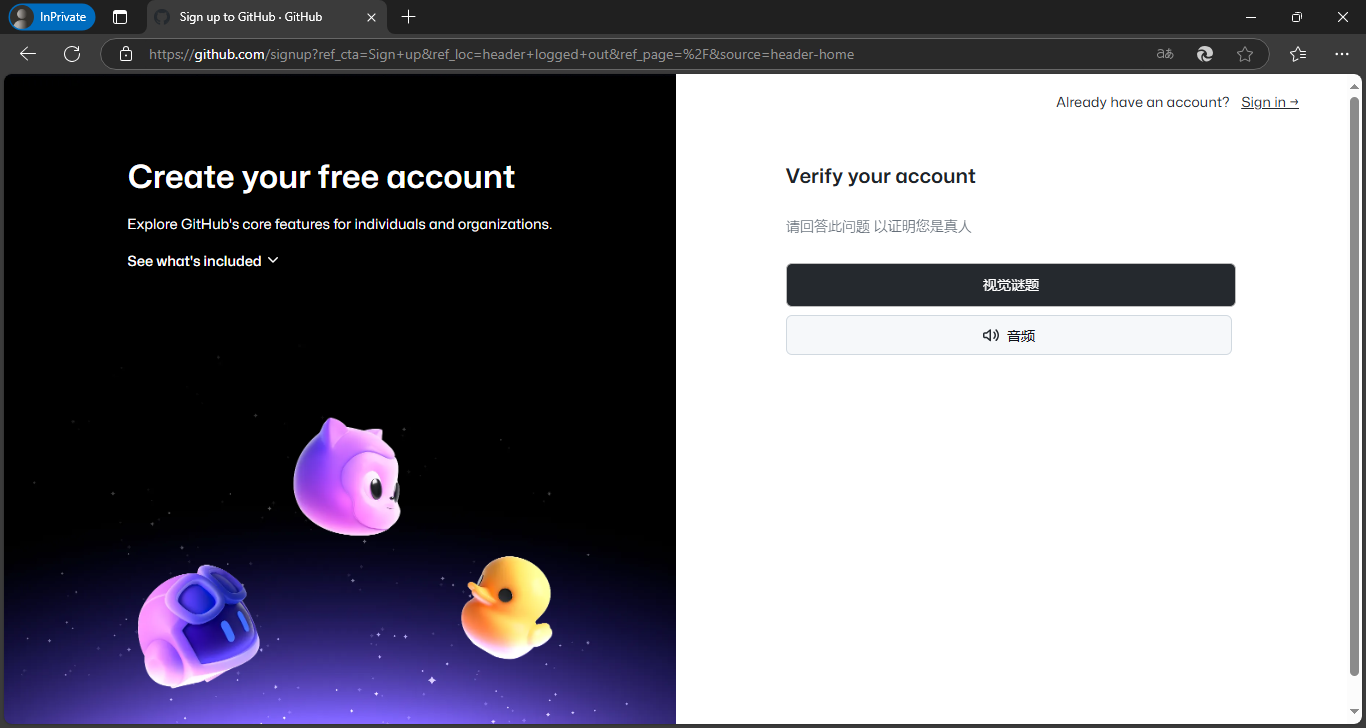 InPrivate
Sign up to GitHub · GitHub
https://github.com/signup?ref_cta=Sign+up&ref_loc=header+logged+out&ref_page=%2F&source=header-home
aあ
Create your free account
Explore GitHub's core features for individuals and organizations.
See what's included
Already have an account? Sign in →
Verify your account
请回答此问题 以证明您是真人
视觉谜题
音频